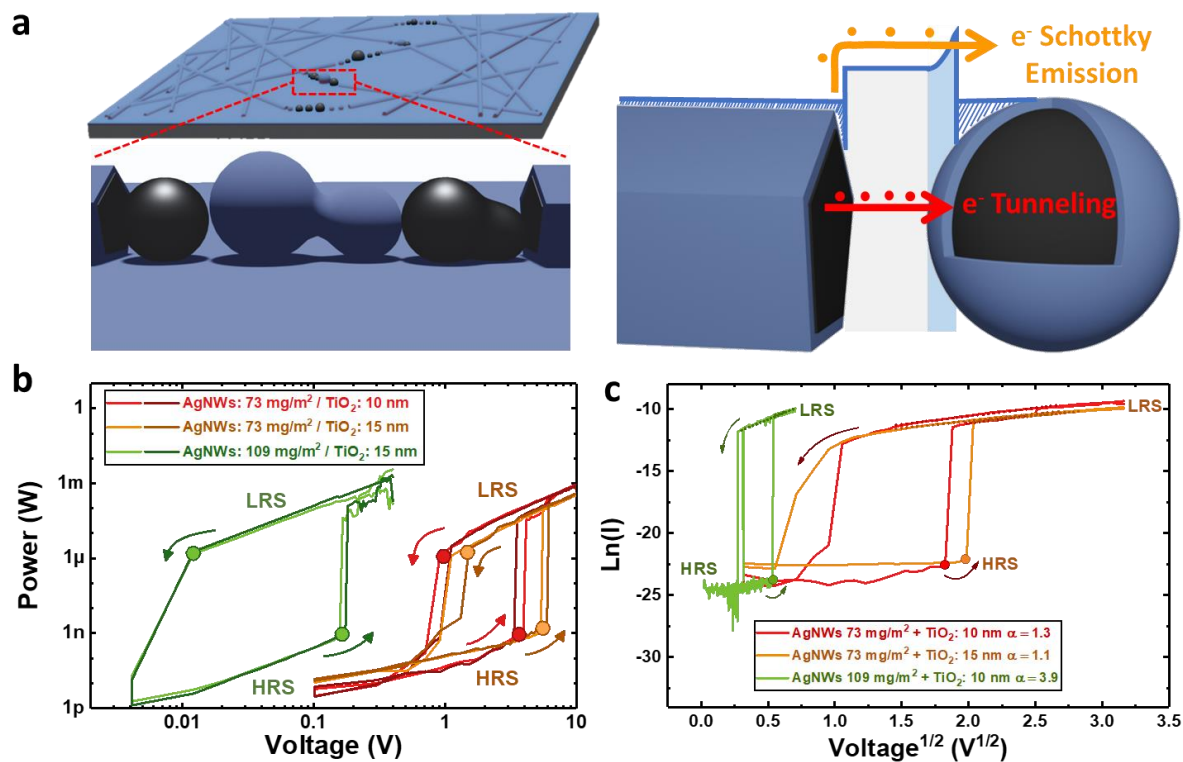 a
e⁻ Schottky
Emission
e⁻ Tunneling
b
AgNWs: 73 mg/m² / TiO₂: 10 nm
AgNWs: 73 mg/m² / TiO₂: 15 nm
AgNWs: 109 mg/m² / TiO₂: 15 nm
1
1m
1µ
1n
1p
Power (W)
LRS
LRS
HRS
HRS
0.01
0.1
1
10
Voltage (V)
c
-10
-15
-20
-25
-30
Ln(I)
LRS
LRS
HRS
HRS
AgNWs 73 mg/m² + TiO₂: 10 nm α = 1.3
AgNWs 73 mg/m² + TiO₂: 15 nm α = 1.1
AgNWs 109 mg/m² + TiO₂: 10 nm α = 3.9
0.0
0.5
1.0
1.5
2.0
2.5
3.0
3.5
Voltage¹/² (V¹/²)